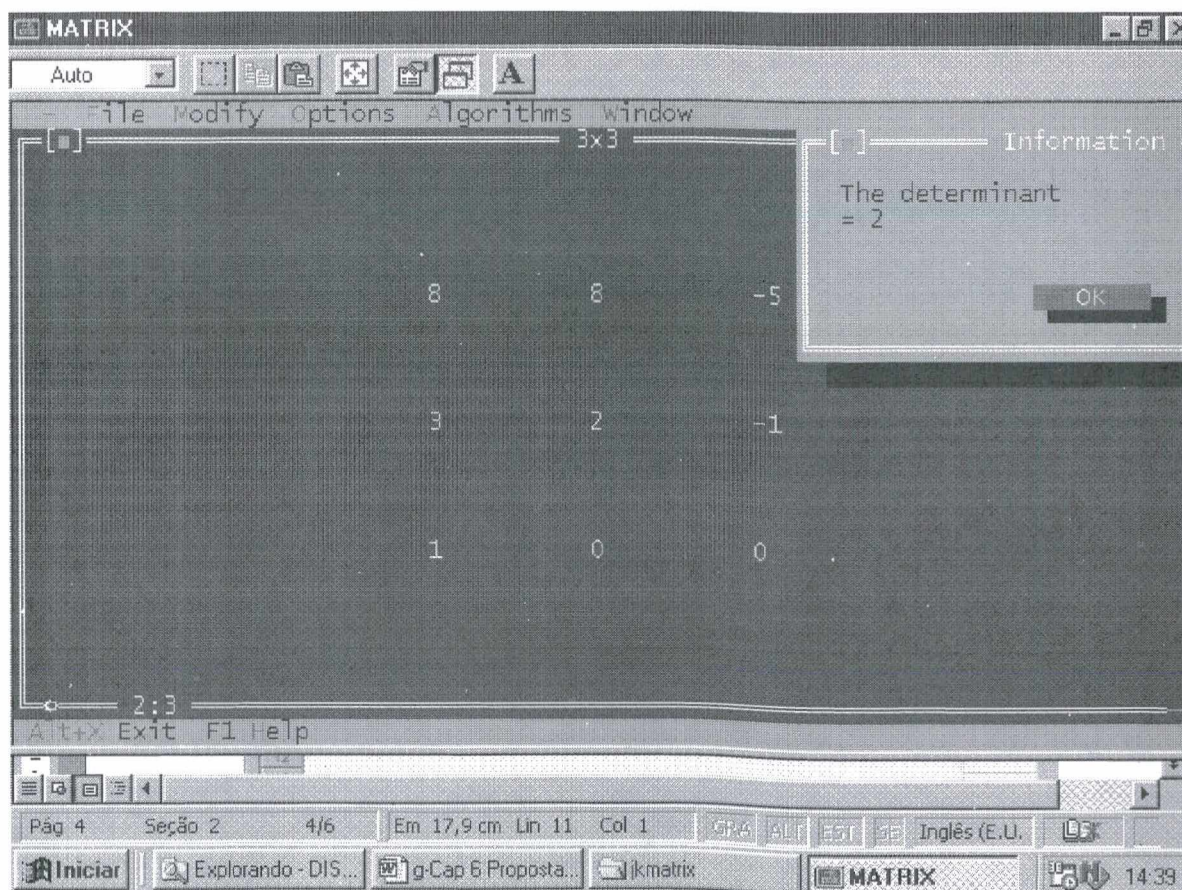 MATRIX
Auto
A
File Modify Options Algorithms Window
[■] 3x3 [ ] Information
The determinant
= 2
OK
8 8 -5
3 2 -1
1 0 0
2:3
Alt+X Exit F1 Help
Pág 4 Seção 2 4/6 Em 17,9 cm Lin 11 Col 1 GRA ALT EST SE Inglês (E.U.
Iniciar Explorando - DIS... g-Cap 6 Proposta... jkmatrix MATRIX 14:39